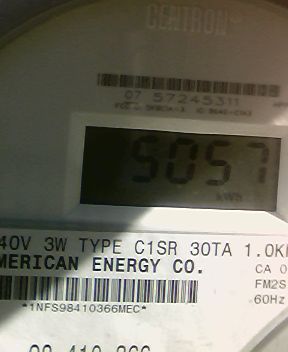 CENTRON
07 57245311
5057
kWh
40V 3W TYPE C1SR 30TA 1.0K
MERICAN ENERGY CO.
CA 0
FM2S
60Hz
*1NFS98410366MEC*